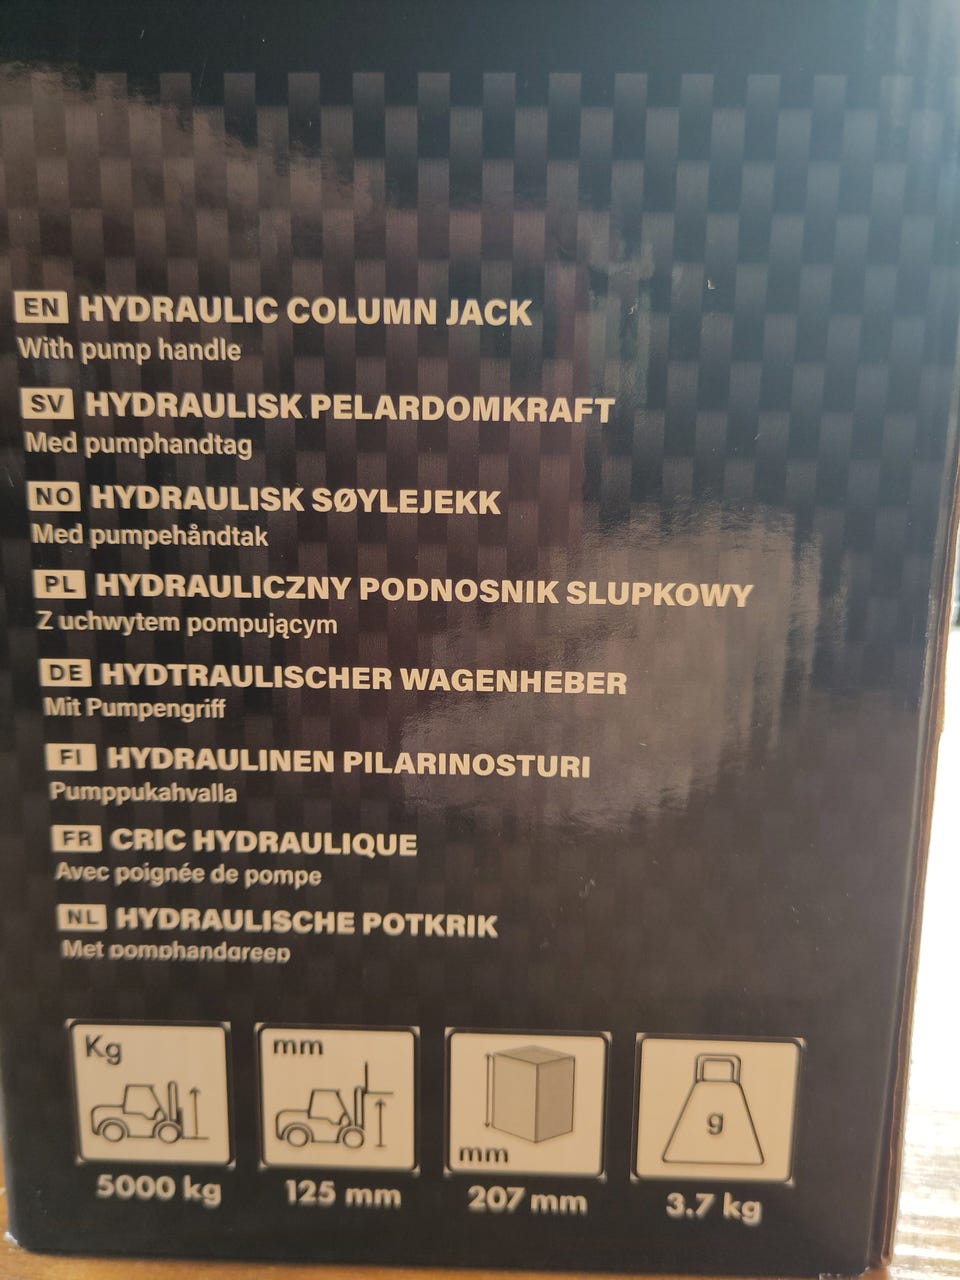 EN HYDRAULIC COLUMN JACK
With pump handle
SV HYDRAULISK PELARDOMKRAFT
Med pumphandtag
NO HYDRAULISK SØYLEJEKK
Med pumpehåndtak
PL HYDRAULICZNY PODNOSNIK SLUPKOWY
Z uchwytem pompującym
DE HYDTRAULISCHER WAGENHEBER
Mit Pumpengriff
FI HYDRAULINEN PILARINOSTURI
Pumppukahvalla
FR CRIC HYDRAULIQUE
Avec poignée de pompe
NL HYDRAULISCHE POTKRIK
Met pomphandgreep
Kg mm mm g
5000 kg 125 mm 207 mm 3.7 kg